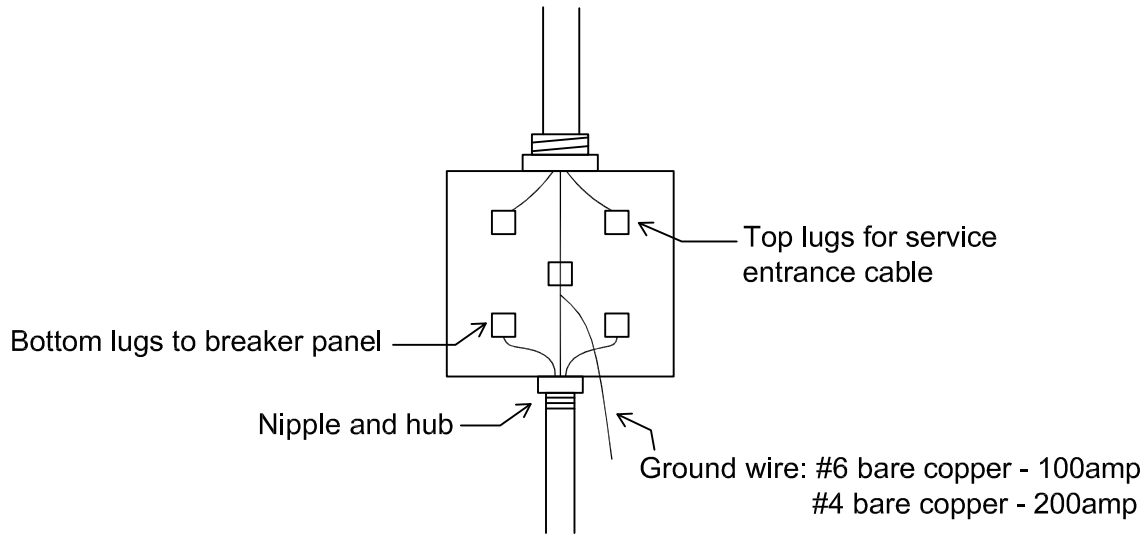 Top lugs for service
entrance cable
Bottom lugs to breaker panel
Nipple and hub
Ground wire: #6 bare copper - 100amp
#4 bare copper - 200amp